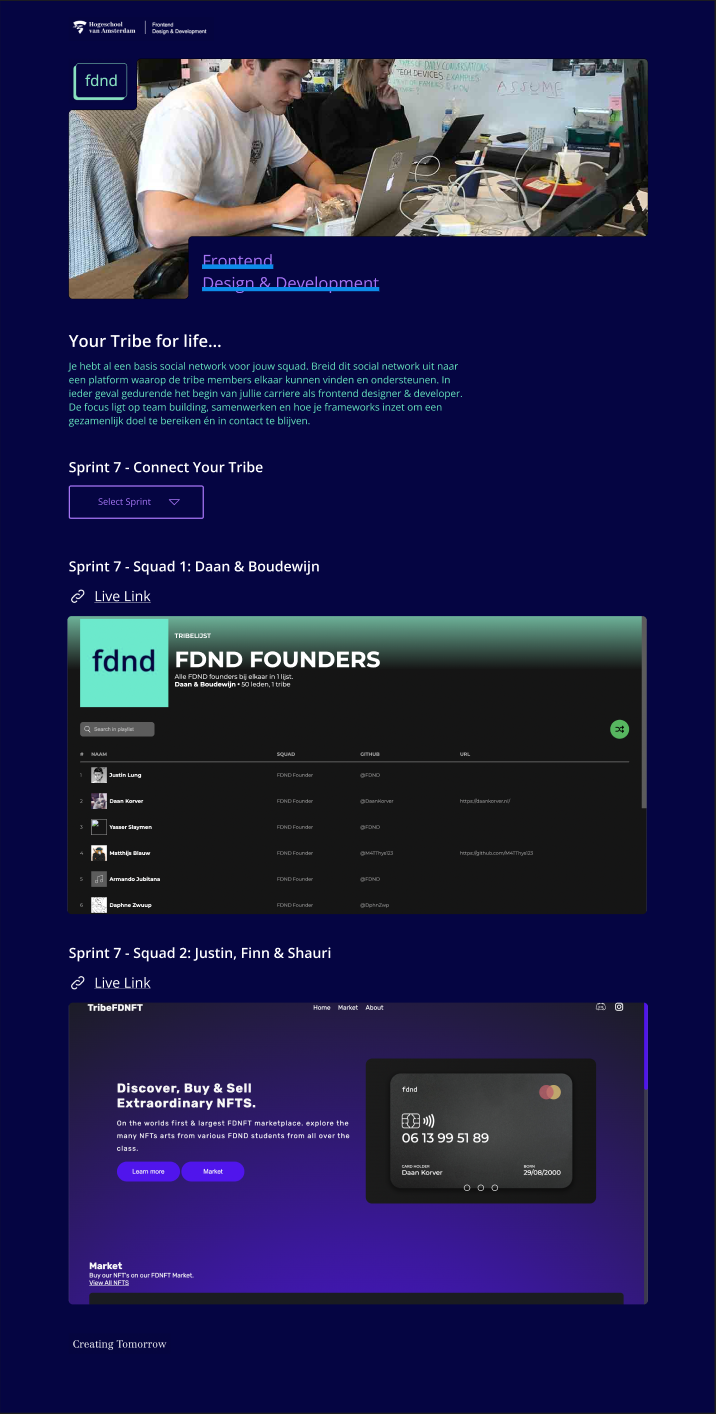 Hogeschool
van Amsterdam
Frontend
Design & Development
fdnd
TECH DEVICES EXAMPLES
ASSUME
Frontend
Design & Development
Your Tribe for life...
Je hebt al een basis social network voor jouw squad. Breid dit social network uit naar
een platform waarop de tribe members elkaar kunnen vinden en ondersteunen. In
ieder geval gedurende het begin van jullie carriere als frontend designer & developer.
De focus ligt op team building, samenwerken en hoe je frameworks inzet om een
gezamenlijk doel te bereiken én in contact te blijven.
Sprint 7 - Connect Your Tribe
Select Sprint
Sprint 7 - Squad 1: Daan & Boudewijn
Live Link
fdnd
TRIBELIJST
FDND FOUNDERS
Alle FDND founders bij elkaar in 1 lijst.
Daan & Boudewijn • 50 leden, 1 tribe
Search in playlist
# NAAM SQUAD GITHUB URL
1 Justin Lung FDND Founder @FDND
2 Daan Korver FDND Founder @DaanKorver https://daankorver.nl/
3 Yasser Slaymen FDND Founder @FDND
4 Matthijs Blauw FDND Founder @M4TThys123 https://github.com/M4TThys123
5 Armando Jubitana FDND Founder @FDND
6 Daphne Zwuup FDND Founder @DphnZwp
Sprint 7 - Squad 2: Justin, Finn & Shauri
Live Link
TribeFDNFT
Home Market About
Discover, Buy & Sell
Extraordinary NFTS.
On the worlds first & largest FDNFT marketplace. explore the
many NFTs arts from various FDND students from all over the
class.
Learn more Market
fdnd
06 13 99 51 89
CARD HOLDER
Daan Korver
BORN
29/08/2000
Market
Buy our NFT's on our FDNFT Market.
View All NFTS
Creating Tomorrow